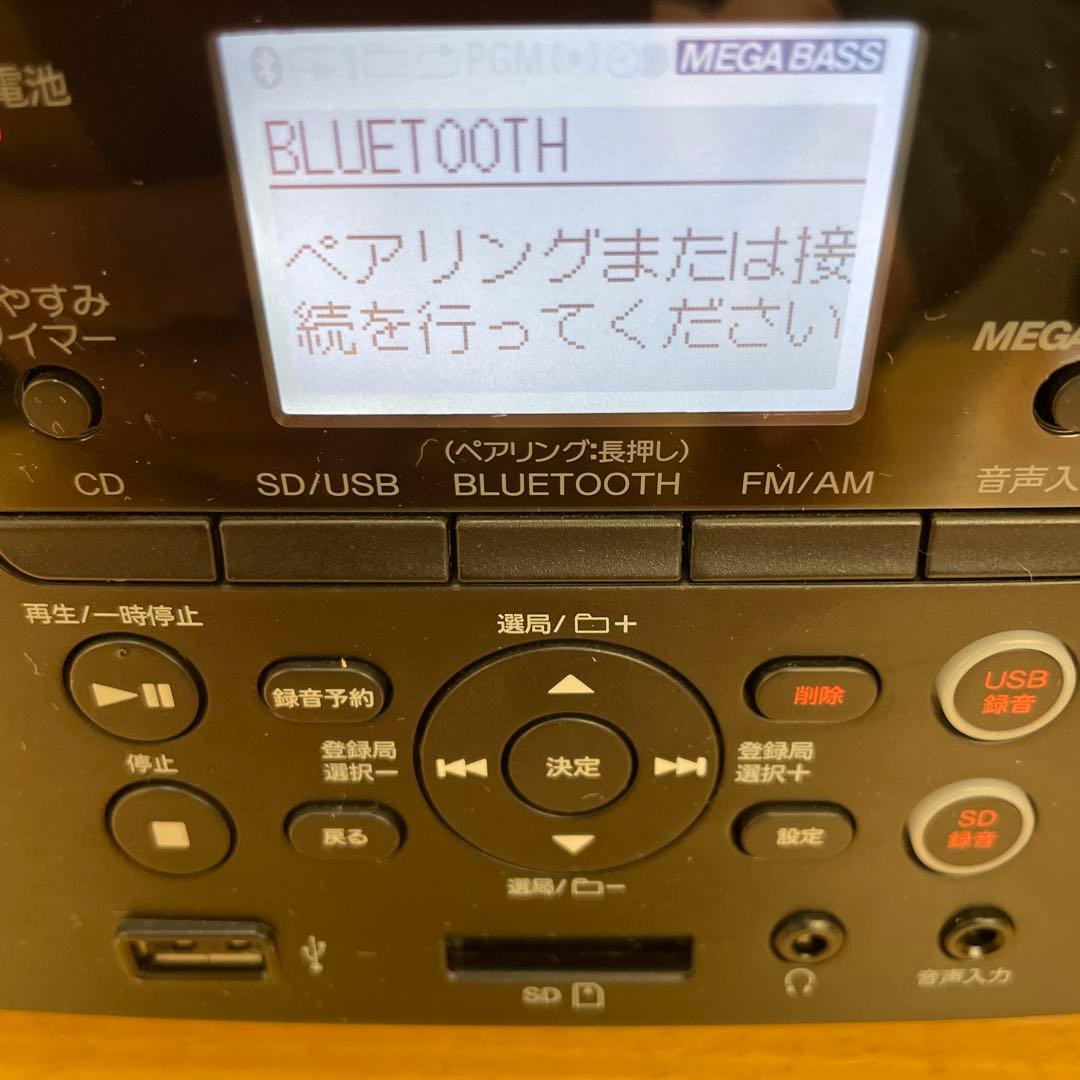 PGM
MEGA BASS
電池
BLUETOOTH
ペアリングまたは接
続を行ってください
やすみ
イマー
MEGA
(ペアリング:長押し)
CD
SD/USB
BLUETOOTH
FM/AM
音声入
再生/一時停止
選局/ +
録音予約
削除
USB
録音
登録局
選択-
決定
登録局
選択+
停止
戻る
設定
SD
録音
選局/ -
SD
音声入力